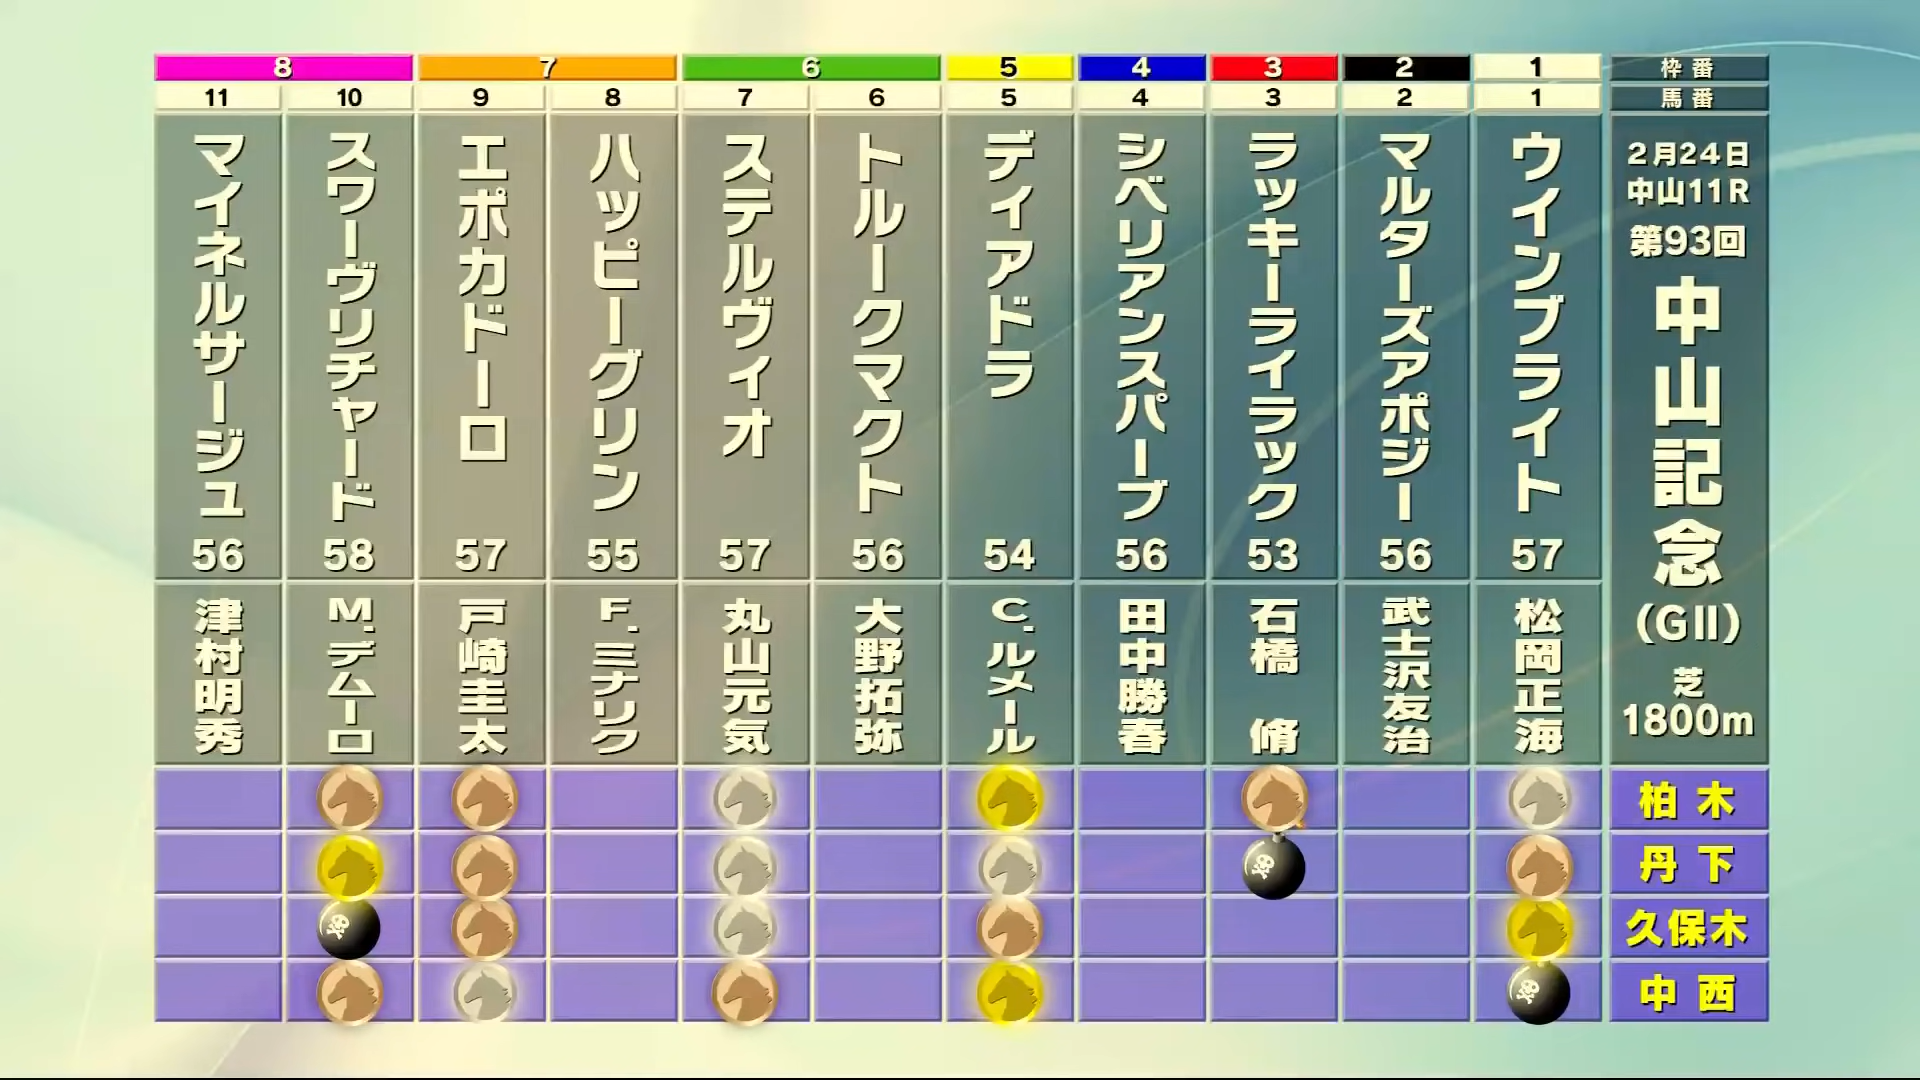 枠番
馬番
2月24日
中山11R
第93回
中山記念
(GII)
芝
1800m
1
1
ウインブライト
57
松岡正海
2
2
マルターズアポジー
56
武士沢友治
3
3
ラッキーライラック
53
石橋 脩
4
4
シベリアンスパーブ
56
田中勝春
5
5
ディアドラ
54
C.ルメール
6
6
トルークマクト
56
大野拓弥
7
ステルヴィオ
57
丸山元気
7
8
ハッピーグリン
55
F.ミナリク
9
エポカドーロ
57
戸崎圭太
8
10
スワーヴリチャード
58
M.デムーロ
11
マイネルサージュ
56
津村明秀
柏木
丹下
久保木
中西